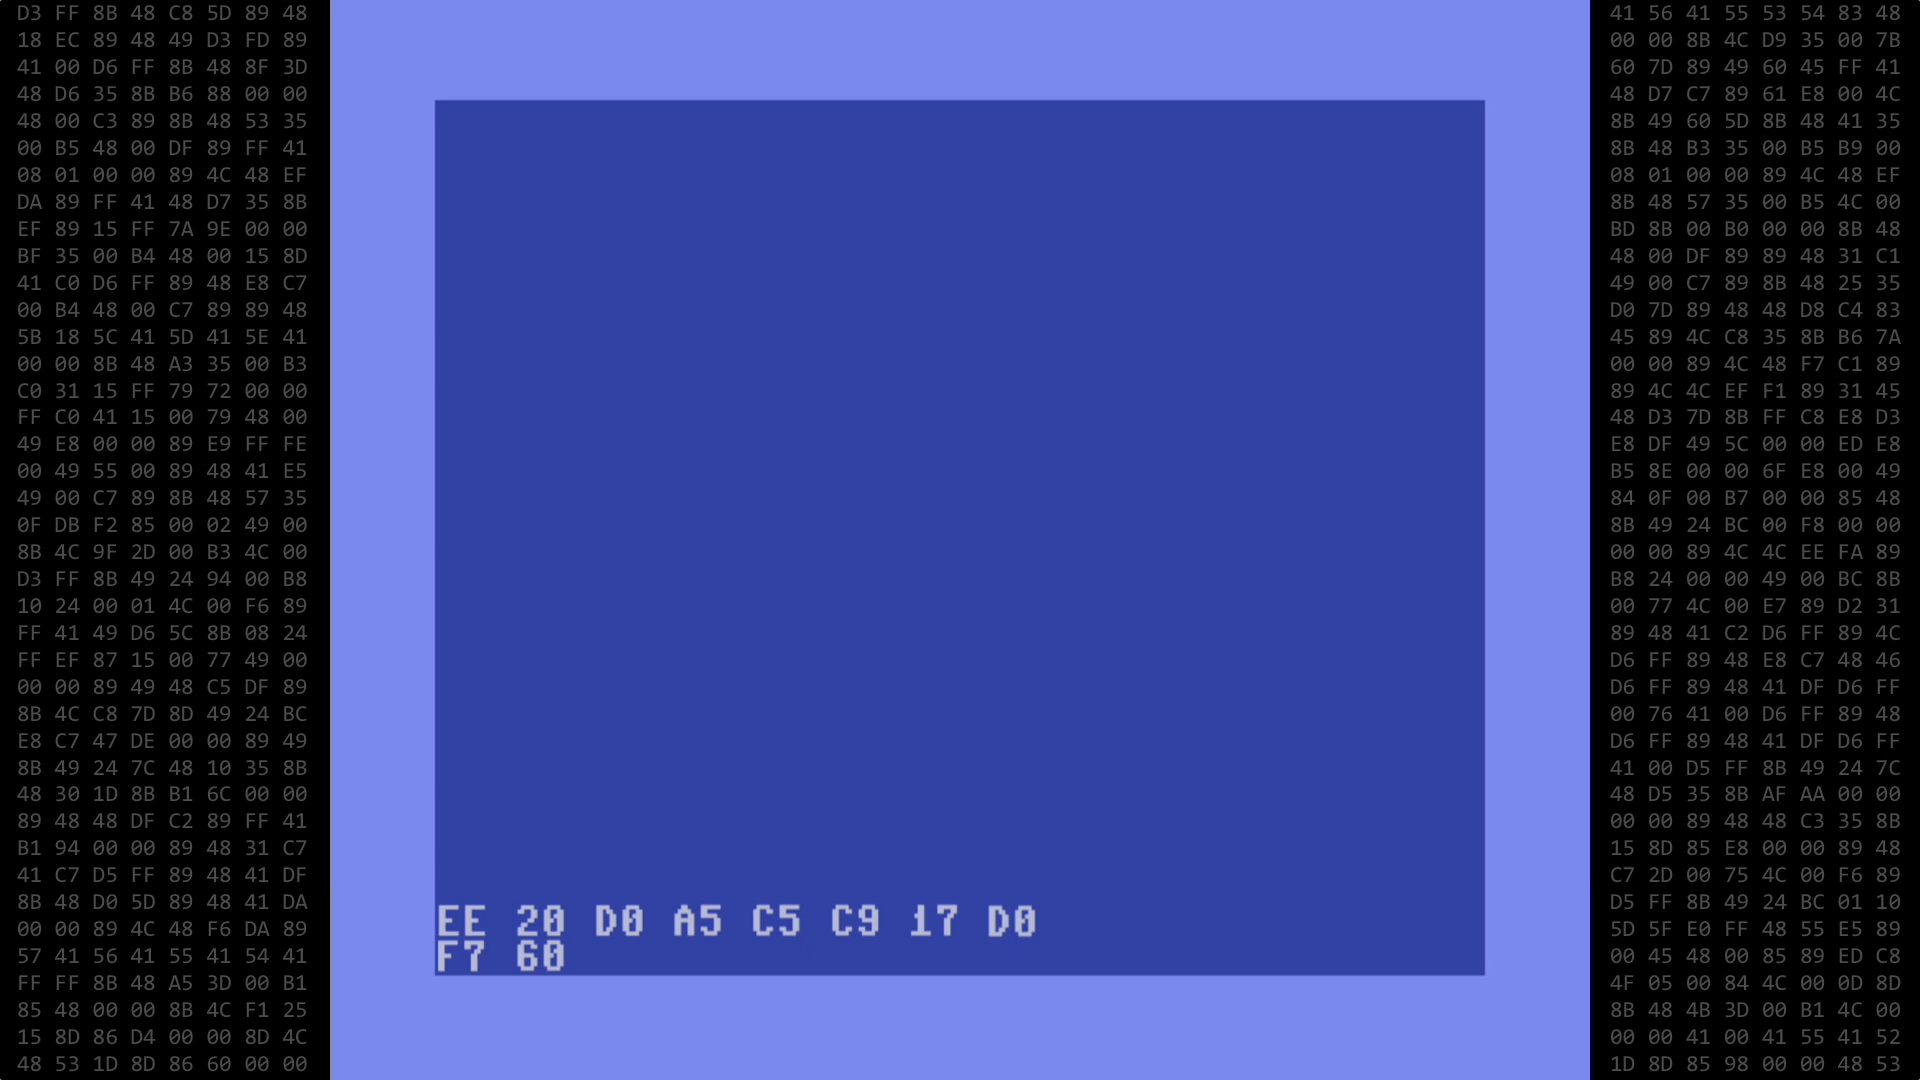 D3 FF 8B 48 C8 5D 89 48
18 EC 89 48 49 D3 FD 89
41 00 D6 FF 8B 48 8F 3D
48 D6 35 8B B6 88 00 00
48 00 C3 89 8B 48 53 35
00 B5 48 00 DF 89 FF 41
08 01 00 00 89 4C 48 EF
DA 89 FF 41 48 D7 35 8B
EF 89 15 FF 7A 9E 00 00
BF 35 00 B4 48 00 15 8D
41 C0 D6 FF 89 48 E8 C7
00 B4 48 00 C7 89 89 48
5B 18 5C 41 5D 41 5E 41
00 00 8B 48 A3 35 00 B3
C0 31 15 FF 79 72 00 00
FF C0 41 15 00 79 48 00
49 E8 00 00 89 E9 FF FE
00 49 55 00 89 48 41 E5
49 00 C7 89 8B 48 57 35
0F DB F2 85 00 02 49 00
8B 4C 9F 2D 00 B3 4C 00
D3 FF 8B 49 24 94 00 B8
10 24 00 01 4C 00 F6 89
FF 41 49 D6 5C 8B 08 24
FF EF 87 15 00 77 49 00
00 00 89 49 48 C5 DF 89
8B 4C C8 7D 8D 49 24 BC
E8 C7 47 DE 00 00 89 49
8B 49 24 7C 48 10 35 8B
48 30 1D 8B B1 6C 00 00
89 48 48 DF C2 89 FF 41
B1 94 00 00 89 48 31 C7
41 C7 D5 FF 89 48 41 DF
8B 48 D0 5D 89 48 41 DA
00 00 89 4C 48 F6 DA 89
57 41 56 41 55 41 54 41
FF FF 8B 48 A5 3D 00 B1
85 48 00 00 8B 4C F1 25
15 8D 86 D4 00 00 8D 4C
48 53 1D 8D 86 60 00 00
EE 20 D0 A5 C5 C9 17 D0
F7 60
41 56 41 55 53 54 83 48
00 00 8B 4C D9 35 00 7B
60 7D 89 49 60 45 FF 41
48 D7 C7 89 61 E8 00 4C
8B 49 60 5D 8B 48 41 35
8B 48 B3 35 00 B5 B9 00
08 01 00 00 89 4C 48 EF
8B 48 57 35 00 B5 4C 00
BD 8B 00 B0 00 00 8B 48
48 00 DF 89 89 48 31 C1
49 00 C7 89 8B 48 25 35
D0 7D 89 48 48 D8 C4 83
45 89 4C C8 35 8B B6 7A
00 00 89 4C 48 F7 C1 89
89 4C 4C EF F1 89 31 45
48 D3 7D 8B FF C8 E8 D3
E8 DF 49 5C 00 00 ED E8
B5 8E 00 00 6F E8 00 49
84 0F 00 B7 00 00 85 48
8B 49 24 BC 00 F8 00 00
00 00 89 4C 4C EE FA 89
B8 24 00 00 49 00 BC 8B
00 77 4C 00 E7 89 D2 31
89 48 41 C2 D6 FF 89 4C
D6 FF 89 48 E8 C7 48 46
D6 FF 89 48 41 DF D6 FF
00 76 41 00 D6 FF 89 48
D6 FF 89 48 41 DF D6 FF
41 00 D5 FF 8B 49 24 7C
48 D5 35 8B AF AA 00 00
00 00 89 48 48 C3 35 8B
15 8D 85 E8 00 00 89 48
C7 2D 00 75 4C 00 F6 89
D5 FF 8B 49 24 BC 01 10
5D 5F E0 FF 48 55 E5 89
00 45 48 00 85 89 ED C8
4F 05 00 84 4C 00 0D 8D
8B 48 4B 3D 00 B1 4C 00
00 00 41 00 41 55 41 52
1D 8D 85 98 00 00 48 53